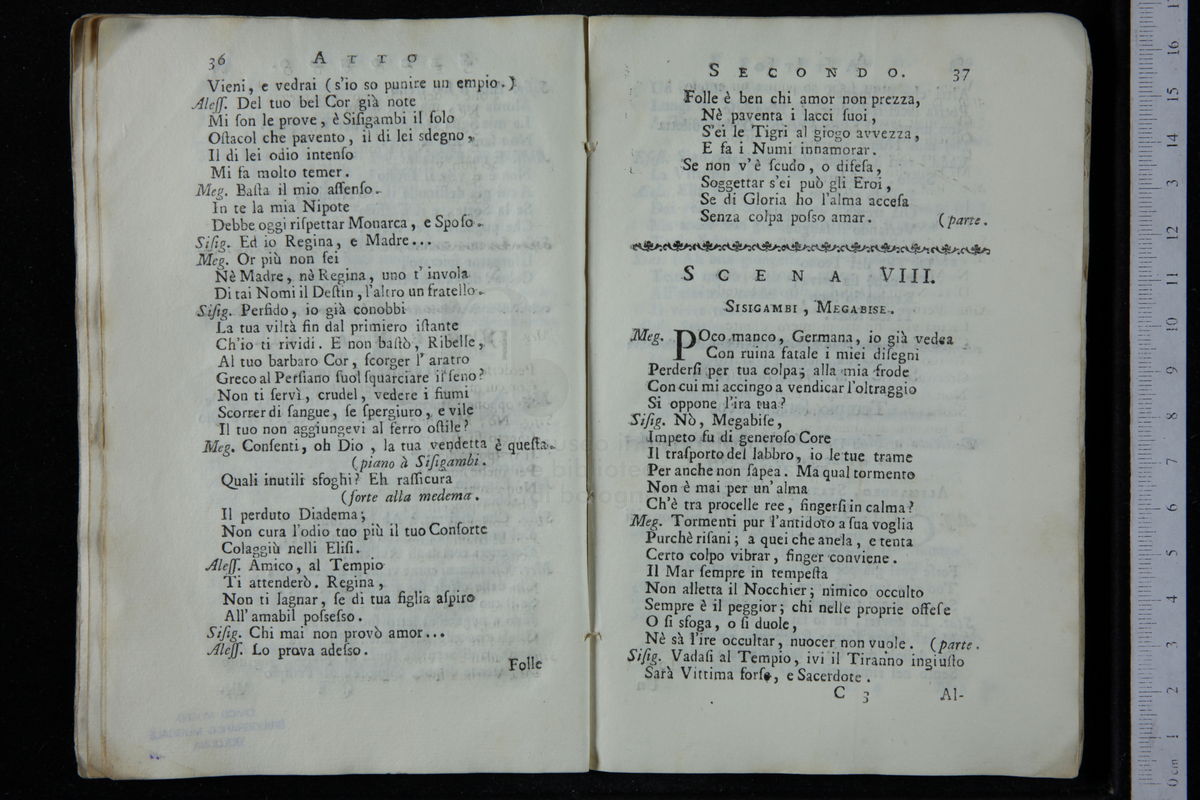 36 ATTO
Vieni, e vedrai (s'io so punire un empio.)
Aleſſ. Del tuo bel Cor già note
Mi ſon le prove, è Siſigambi il ſolo
Oſtacol che pavento, il di lei sdegno,
Il di lei odio intenſo
Mi fa molto temer.
Meg. Baſta il mio aſſenſo.
In te la mia Nipote
Debbe oggi riſpettar Monarca, e Spoſo.
Siſig. Ed io Regina, e Madre...
Meg. Or più non ſei
Nè Madre, nè Regina, uno t'invola
Di tai Nomi il Deſtin, l'altro un fratello.
Siſig. Perfido, io già conobbi
La tua viltà fin dal primiero iſtante
Ch'io ti rividi. E non baſtò, Ribelle,
Al tuo barbaro Cor, ſcorger l'aratro
Greco al Perſiano ſuol ſquarciare il ſeno?
Non ti ſervì, crudel, vedere i fiumi
Scorrer di ſangue, ſe ſpergiuro, e vile
Il tuo non aggiungevi al ferro oſtile?
Meg. Conſenti, oh Dio, la tua vendetta è queſta.
(piano à Siſigambi.
Quali inutili sfoghi? Eh raſſicura
(forte alla medema.
Il perduto Diadema;
Non cura l'odio tuo più il tuo Conſorte
Colaggiù nelli Eliſi.
Aleſſ. Amico, al Tempio
Ti attenderò. Regina,
Non ti lagnar, ſe di tua figlia aſpiro
All'amabil poſseſso.
Siſig. Chi mai non provò amor...
Aleſſ. Lo prova adeſso.
Folle
SECONDO. 37
Folle è ben chi amor non prezza,
Nè paventa i lacci ſuoi,
S'ei le Tigri al giogo avvezza,
E fa i Numi innamorar.
Se non v'è ſcudo, o difeſa,
Soggettar s'ei può gli Eroi,
Se di Gloria ho l'alma acceſa
Senza colpa poſso amar. (parte.
SCENA VIII.
SISIGAMBI, MEGABISE.
Meg. POco manco, Germana, io già vedea
Con ruina fatale i miei diſegni
Perderſi per tua colpa; alla mia frode
Con cui mi accingo a vendicar l'oltraggio
Si oppone l'ira tua?
Siſig. Nò, Megabiſe,
Impeto fu di generoſo Core
Il traſporto del labbro, io le tue trame
Per anche non ſapea. Ma qual tormento
Non è mai per un'alma
Ch'è tra procelle ree, fingerſi in calma?
Meg. Tormenti pur l'antidoto a ſua voglia
Purchè riſani; a quei che anela, e tenta
Certo colpo vibrar, finger conviene.
Il Mar ſempre in tempeſta
Non alletta il Nocchier; nimico occulto
Sempre è il peggior; chi nelle proprie offeſe
O ſi sfoga, o ſi duole,
Nè sà l'ire occultar, nuocer non vuole. (parte.
Siſig. Vadaſi al Tempio, ivi il Tiranno ingiuſto
Sarà Vittima forſe, e Sacerdote.
C 3 Al-